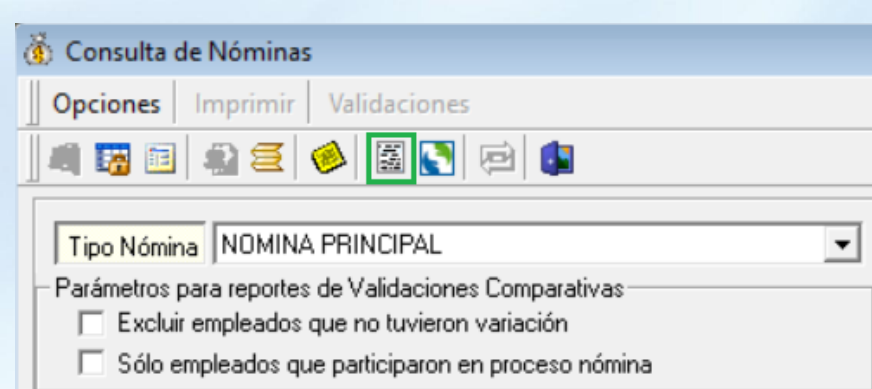 Consulta de Nóminas
Opciones Imprimir Validaciones
Tipo Nómina NOMINA PRINCIPAL
Parámetros para reportes de Validaciones Comparativas
Excluir empleados que no tuvieron variación
Sólo empleados que participaron en proceso nómina